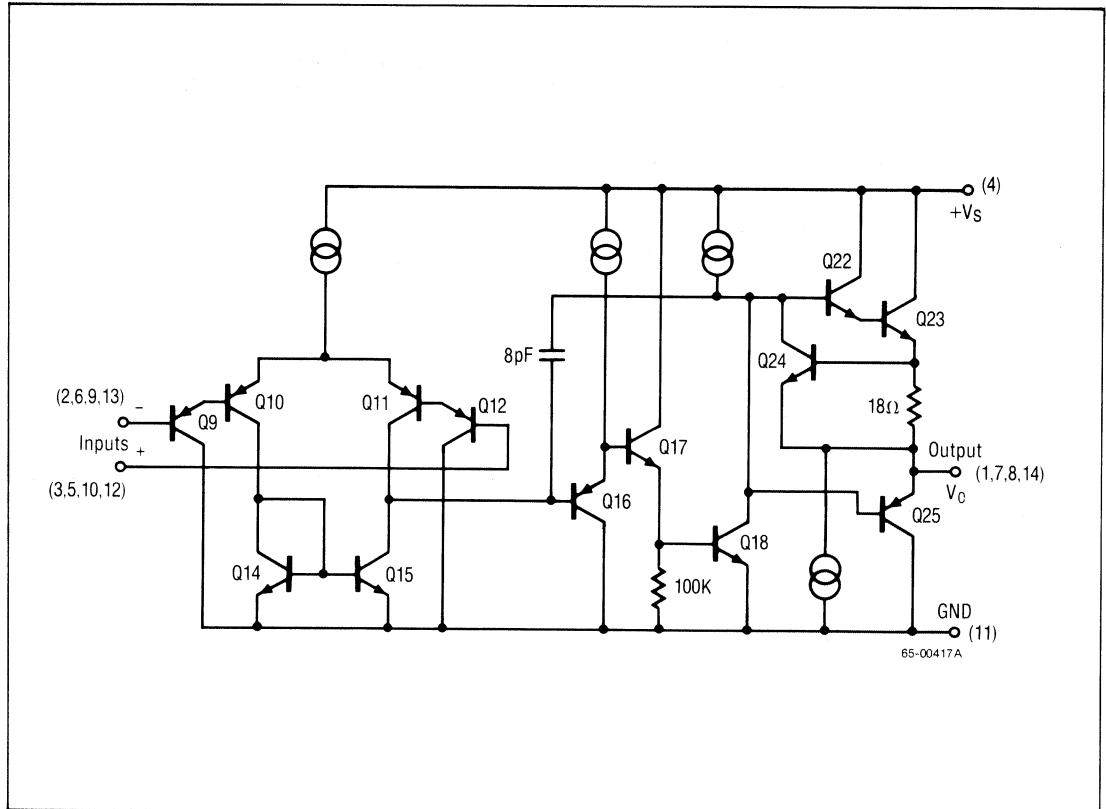 (4)
+VS
Q22
Q23
8pF
Q24
(2,6,9,13)
−
Q10
Q11
Q12
18Ω
Q9
Inputs
+
Q17
Output
(1,7,8,14)
VO
(3,5,10,12)
Q16
Q25
Q18
Q14
Q15
100K
GND
(11)
65-00417A